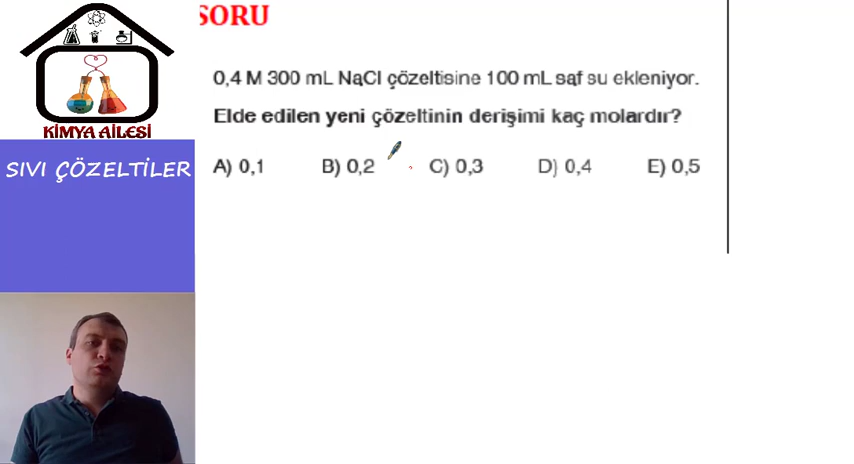 SORU
KİMYA AİLESİ
SIVI ÇÖZELTİLER
0,4 M 300 mL NaCl çözeltisine 100 mL saf su ekleniyor.
Elde edilen yeni çözeltinin derişimi kaç molardır?
A) 0,1 B) 0,2 C) 0,3 D) 0,4 E) 0,5